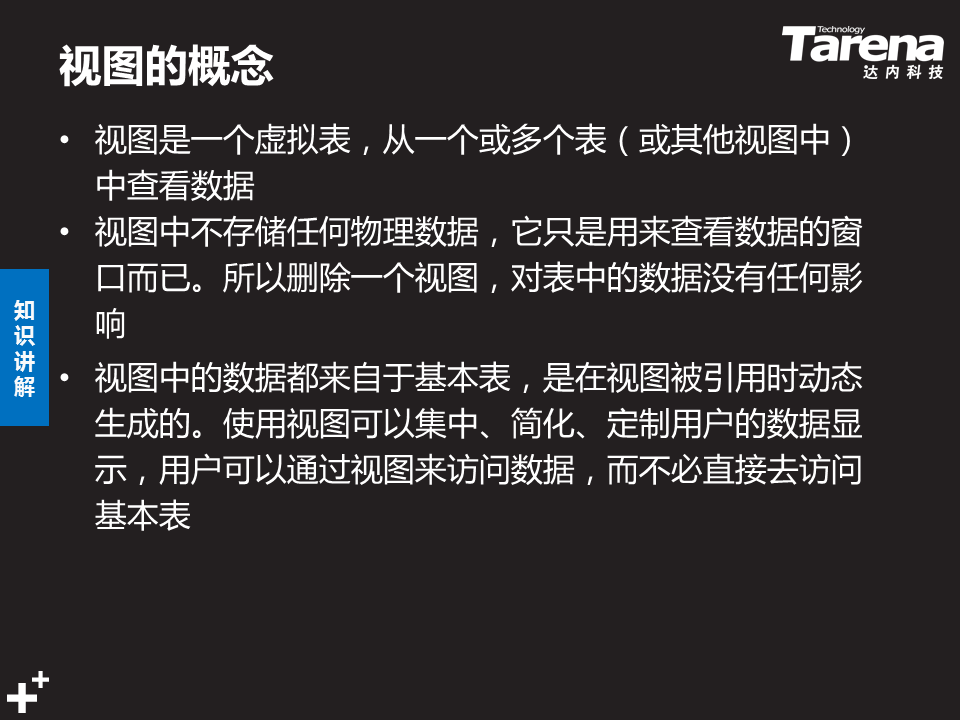 视图的概念
Technology
Tarena
达内科技
• 视图是一个虚拟表，从一个或多个表（或其他视图中）
中查看数据
• 视图中不存储任何物理数据，它只是用来查看数据的窗
口而已。所以删除一个视图，对表中的数据没有任何影
响
• 视图中的数据都来自于基本表，是在视图被引用时动态
生成的。使用视图可以集中、简化、定制用户的数据显
示，用户可以通过视图来访问数据，而不必直接去访问
基本表
知
识
讲
解